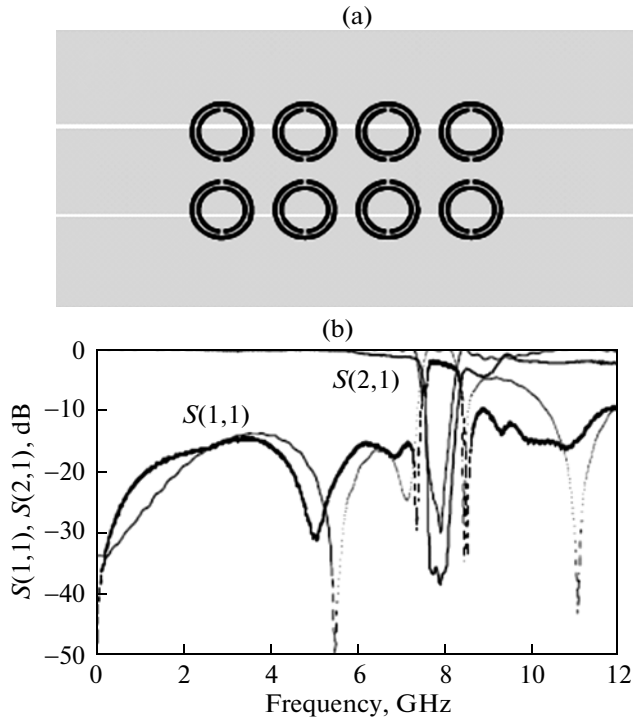 (a)
(b)
S(1,1), S(2,1), dB
0
−10
−20
−30
−40
−50
S(1,1)
S(2,1)
0 2 4 6 8 10 12
Frequency, GHz